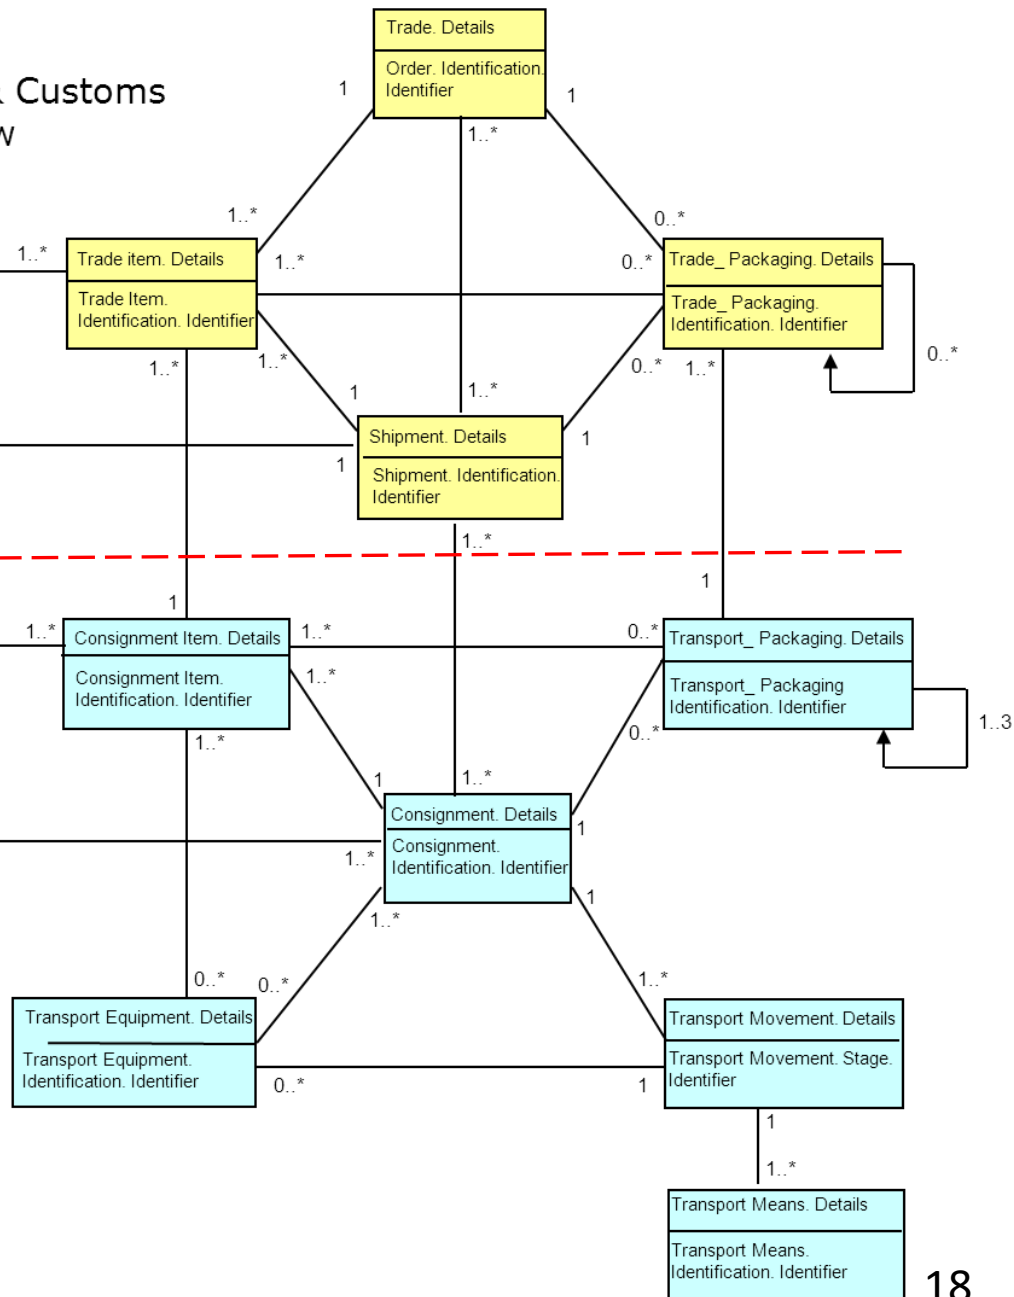 Trade. Details
Order. Identification.
Identifier
Customs
1
1
1..*
1..*
0..*
1..*
Trade item. Details
1..*
0..*
Trade_ Packaging. Details
Trade Item.
Identification. Identifier
Trade_ Packaging.
Identification. Identifier
1..*
1..*
0..*
1..*
0..*
1
1..*
Shipment. Details
1
1
Shipment. Identification.
Identifier
1..*
1
1
1..*
Consignment Item. Details
1..*
0..*
Transport_ Packaging. Details
Consignment Item.
Identification. Identifier
1..*
Transport_ Packaging
Identification. Identifier
1..*
0..*
1..3
1
1..*
Consignment. Details
1
Consignment.
Identification. Identifier
1..*
1..*
1
0..*
0..*
1..*
Transport Equipment. Details
Transport Movement. Details
Transport Equipment.
Identification. Identifier
Transport Movement. Stage.
Identifier
0..*
1
1
1..*
Transport Means. Details
Transport Means.
Identification. Identifier
18